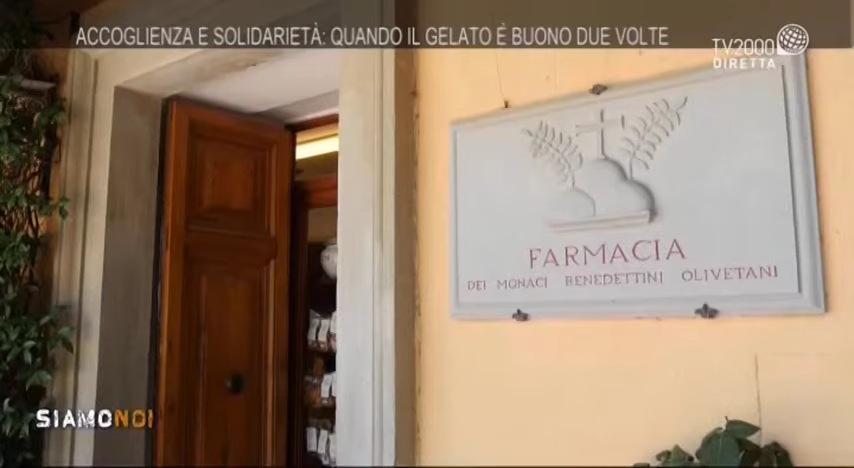 ACCOGLIENZA E SOLIDARIETÀ: QUANDO IL GELATO È BUONO DUE VOLTE
TV2000
DIRETTA
FARMACIA
DEI MONACI BENEDETTINI OLIVETANI
SIAMONOI